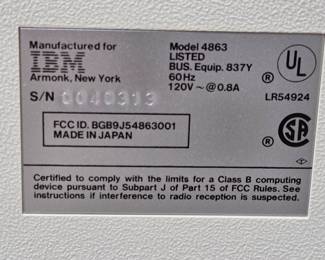 Manufactured for
IBM
Armonk, New York
S/N 0040313
Model 4863
LISTED
BUS. Equip. 837Y
60Hz
120V ~ @ 0.8A
UL
®
LR54924
FCC ID. BGB9J54863001
MADE IN JAPAN
SA
®
Certified to comply with the limits for a Class B computing
device pursuant to Subpart J of Part 15 of FCC Rules. See
instructions if interference to radio reception is suspected.